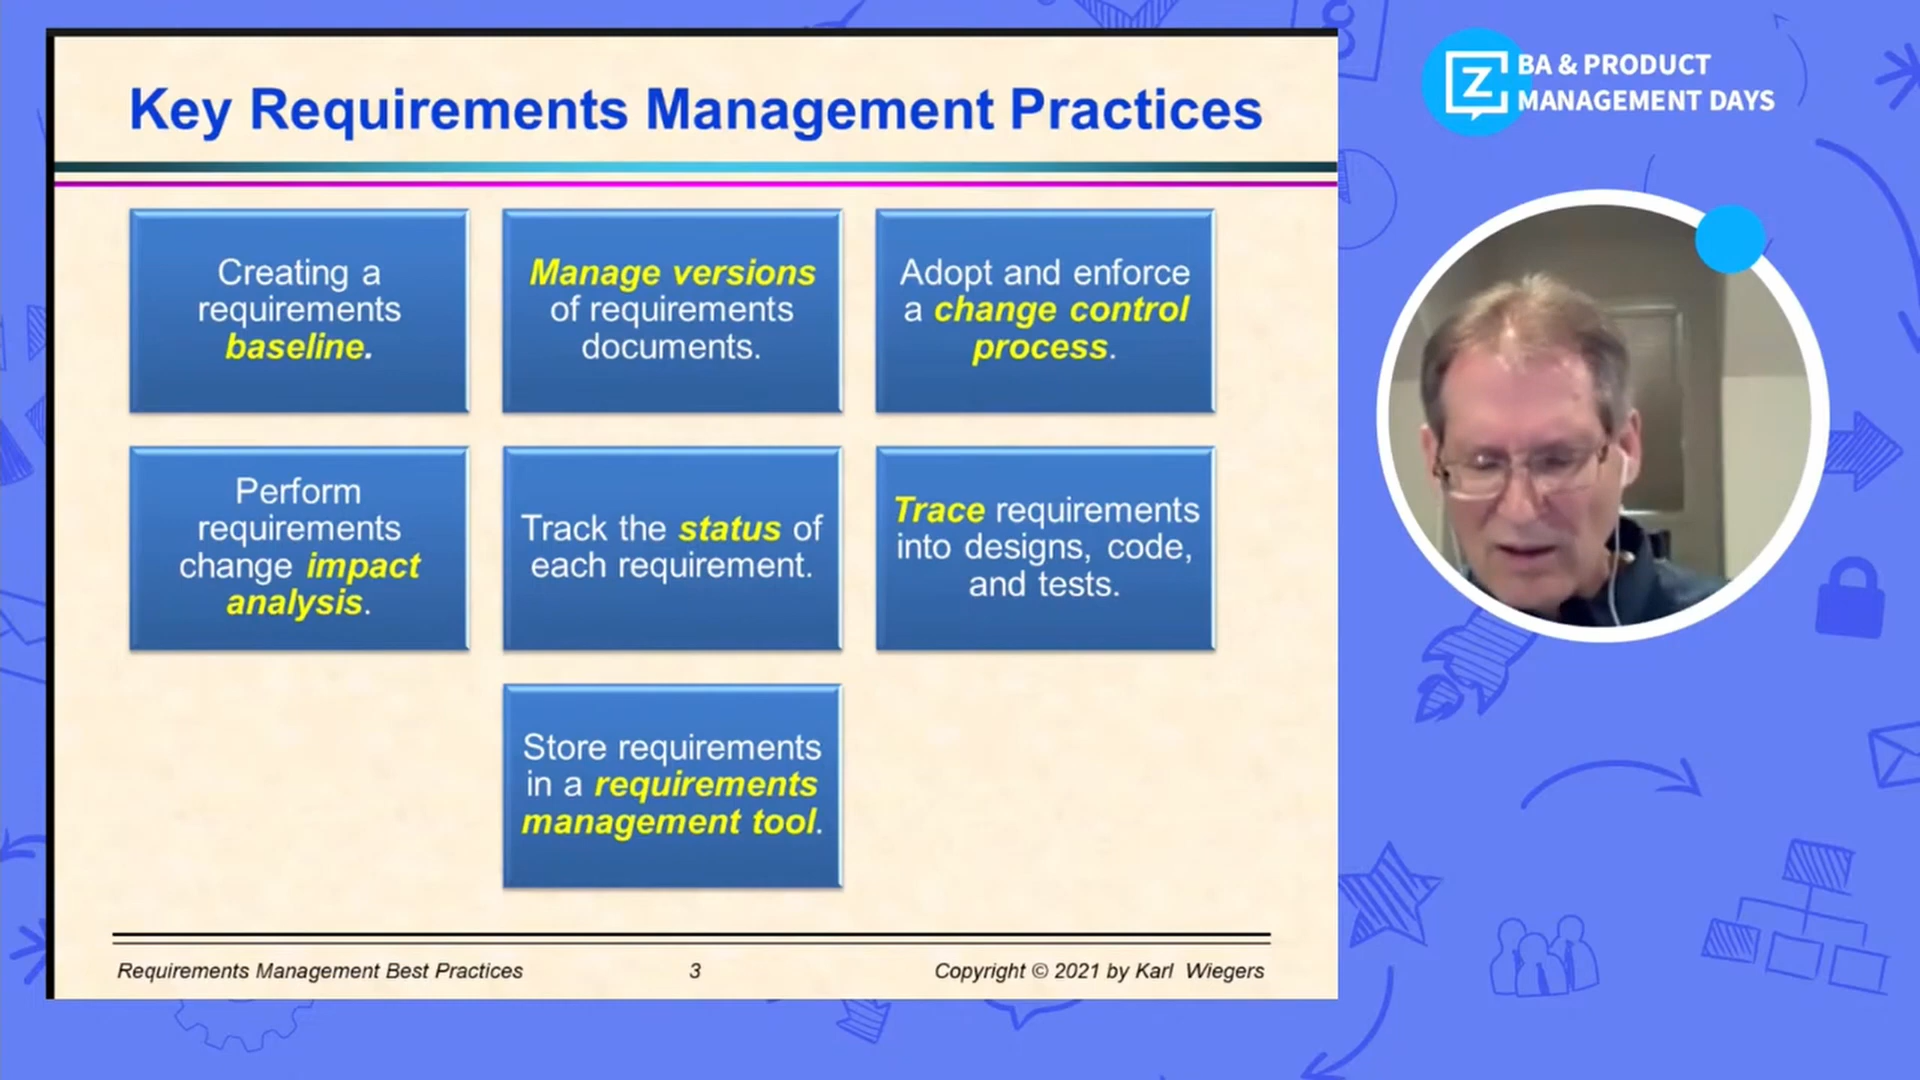 Key Requirements Management Practices
Creating a
requirements
baseline.
Manage versions
of requirements
documents.
Adopt and enforce
a change control
process.
Perform
requirements
change impact
analysis.
Track the status of
each requirement.
Trace requirements
into designs, code,
and tests.
Store requirements
in a requirements
management tool.
Requirements Management Best Practices
3
Copyright © 2021 by Karl Wiegers
Z
BA & PRODUCT
MANAGEMENT DAYS